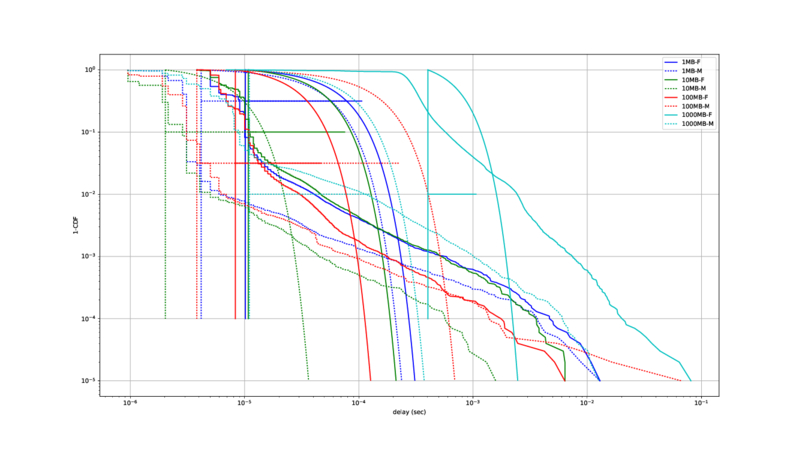 10⁰
10⁻¹
10⁻²
10⁻³
10⁻⁴
10⁻⁵
1-CDF
10⁻⁶
10⁻⁵
10⁻⁴
10⁻³
10⁻²
10⁻¹
delay (sec)
1MB-F
1MB-M
10MB-F
10MB-M
100MB-F
100MB-M
1000MB-F
1000MB-M